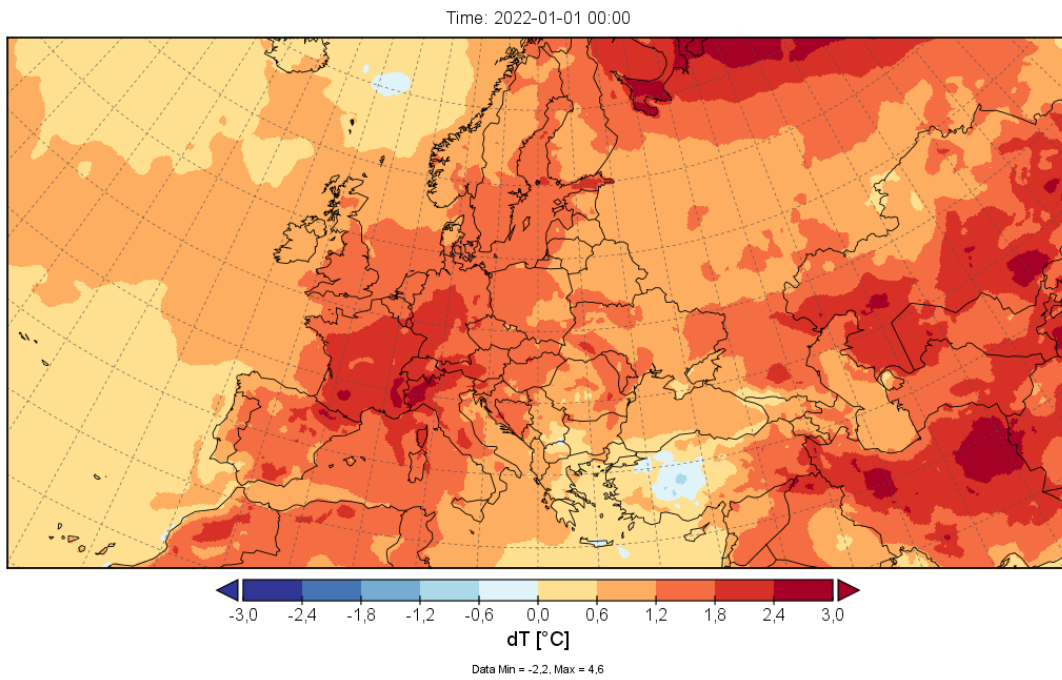 Time: 2022-01-01 00:00
-3,0 -2,4 -1,8 -1,2 -0,6 0,0 0,6 1,2 1,8 2,4 3,0
dT [°C]
Data Min = -2,2, Max = 4,6